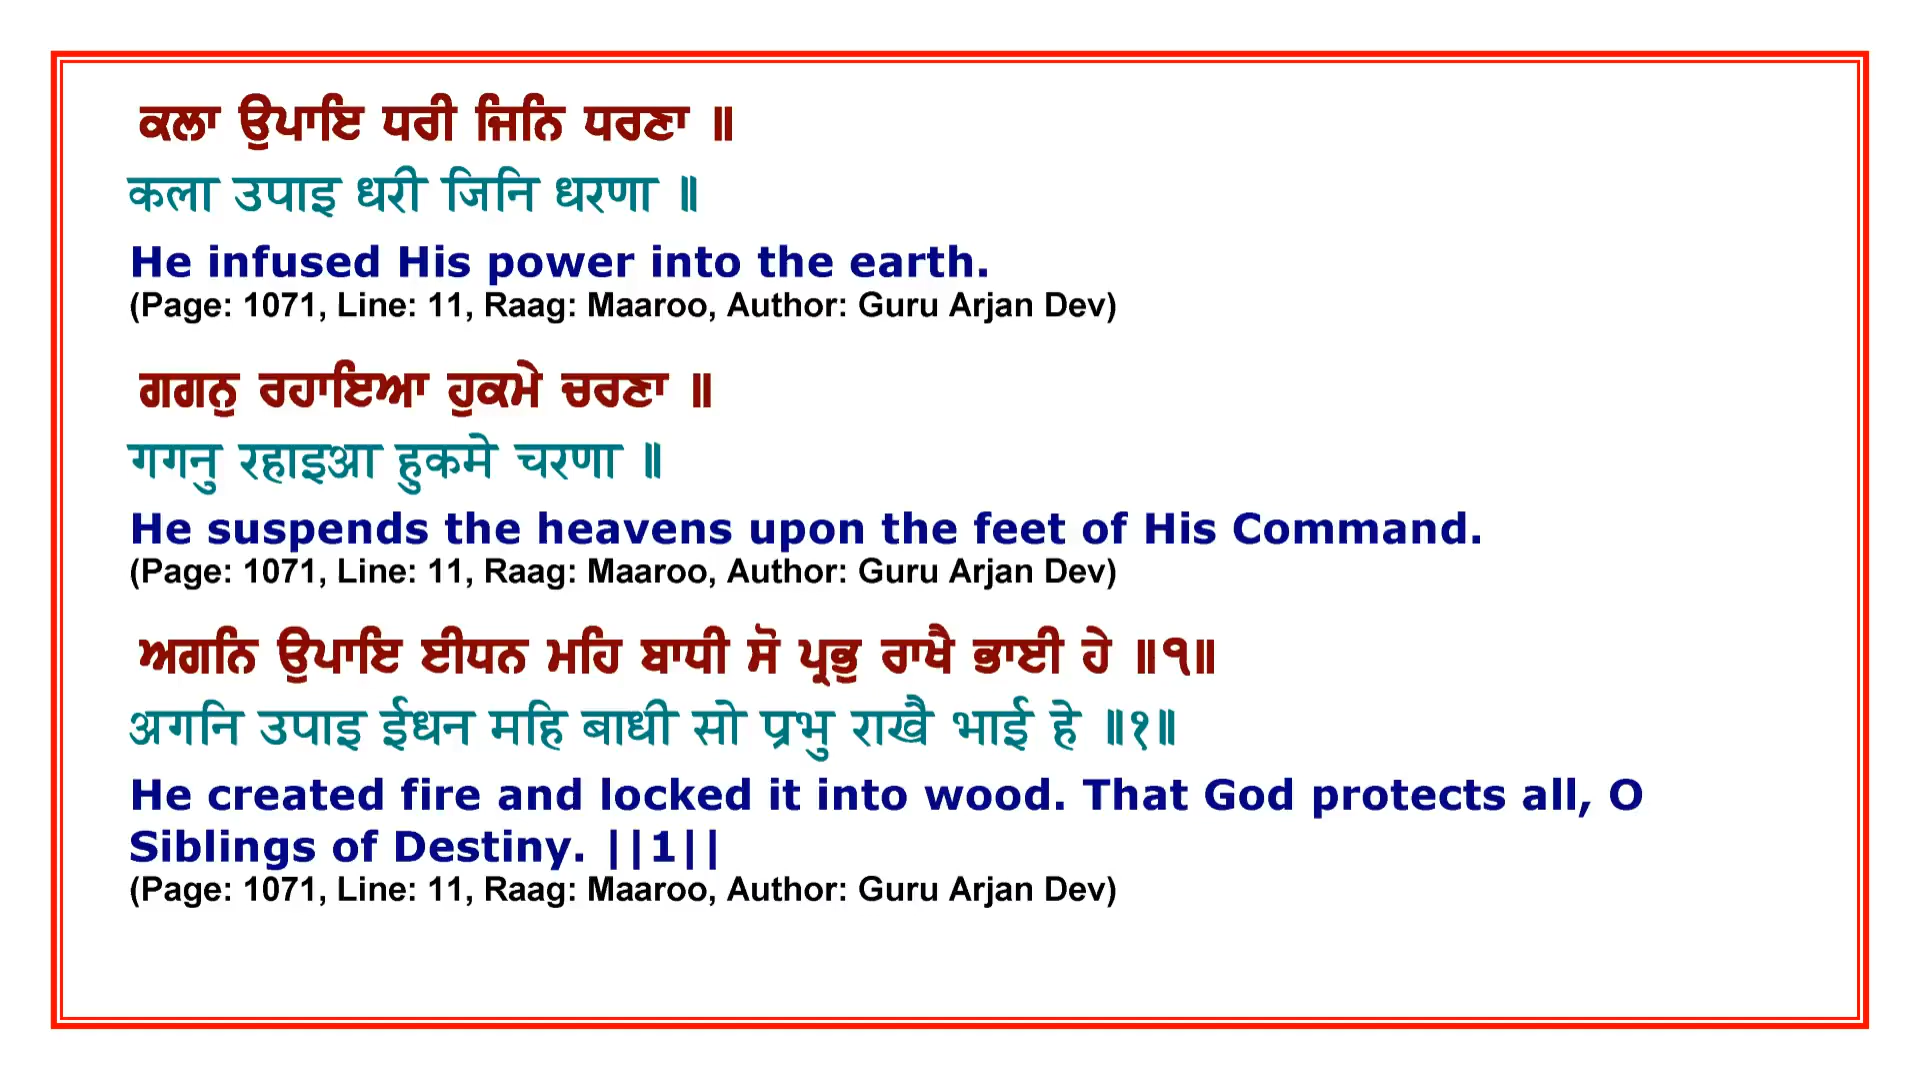 ਕਲਾ ਉਪਾਇ ਧਰੀ ਜਿਨਿ ਧਰਣਾ ॥
कला उपाइ धरी जिनि धरणा ॥
He infused His power into the earth.
(Page: 1071, Line: 11, Raag: Maaroo, Author: Guru Arjan Dev)
ਗਗਨੁ ਰਹਾਇਆ ਹੁਕਮੇ ਚਰਣਾ ॥
गगनु रहाइआ हुकमे चरणा ॥
He suspends the heavens upon the feet of His Command.
(Page: 1071, Line: 11, Raag: Maaroo, Author: Guru Arjan Dev)
ਅਗਨਿ ਉਪਾਇ ਈਧਨ ਮਹਿ ਬਾਧੀ ਸੋ ਪ੍ਰਭੁ ਰਾਖੈ ਭਾਈ ਹੇ ॥੧॥
अगनि उपाइ ईधन महि बाधी सो प्रभु राखै भाई हे ॥१॥
He created fire and locked it into wood. That God protects all, O
Siblings of Destiny. ||1||
(Page: 1071, Line: 11, Raag: Maaroo, Author: Guru Arjan Dev)